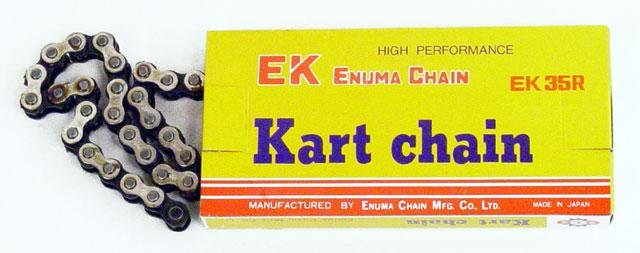 HIGH PERFORMANCE
EK ENUMA CHAIN EK 35R
Kart chain
MANUFACTURED BY ENUMA CHAIN MFG. CO., LTD. MADE IN JAPAN
Kart chain